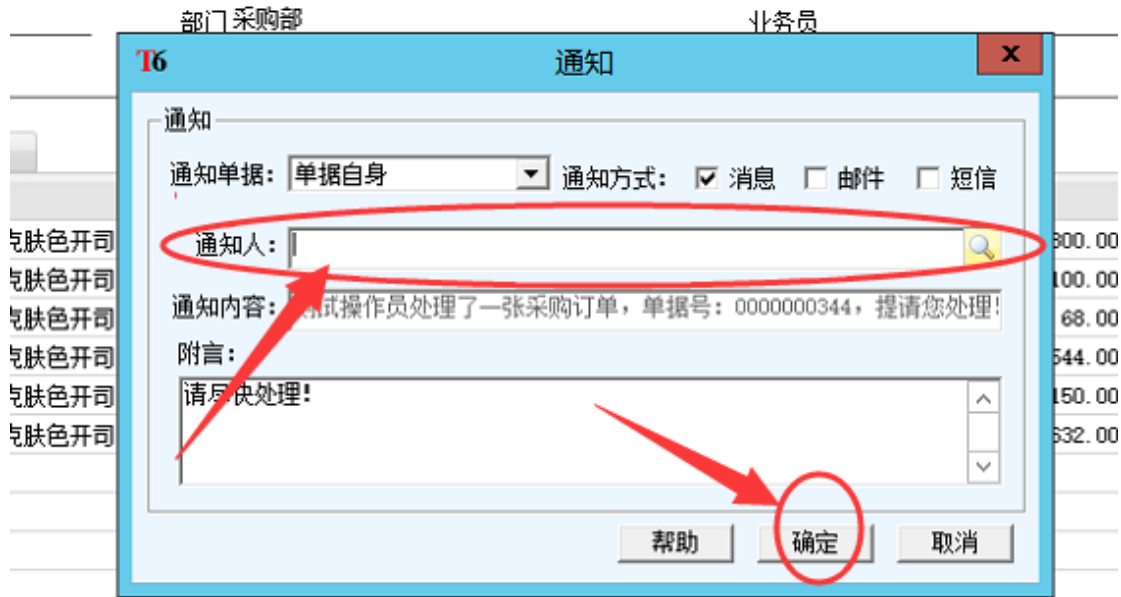 部门 采购部 业务员
T6 通知 x
通知
通知单据: 单据自身 通知方式: 消息 邮件 短信
通知人:
通知内容: 试操作员处理了一张采购订单,单据号: 0000000344,提请您处理!
附言:
请尽快处理!
帮助 确定 取消
克肤色开司 300.00
克肤色开司 100.00
克肤色开司 68.00
克肤色开司 544.00
克肤色开司 150.00
克肤色开司 632.00